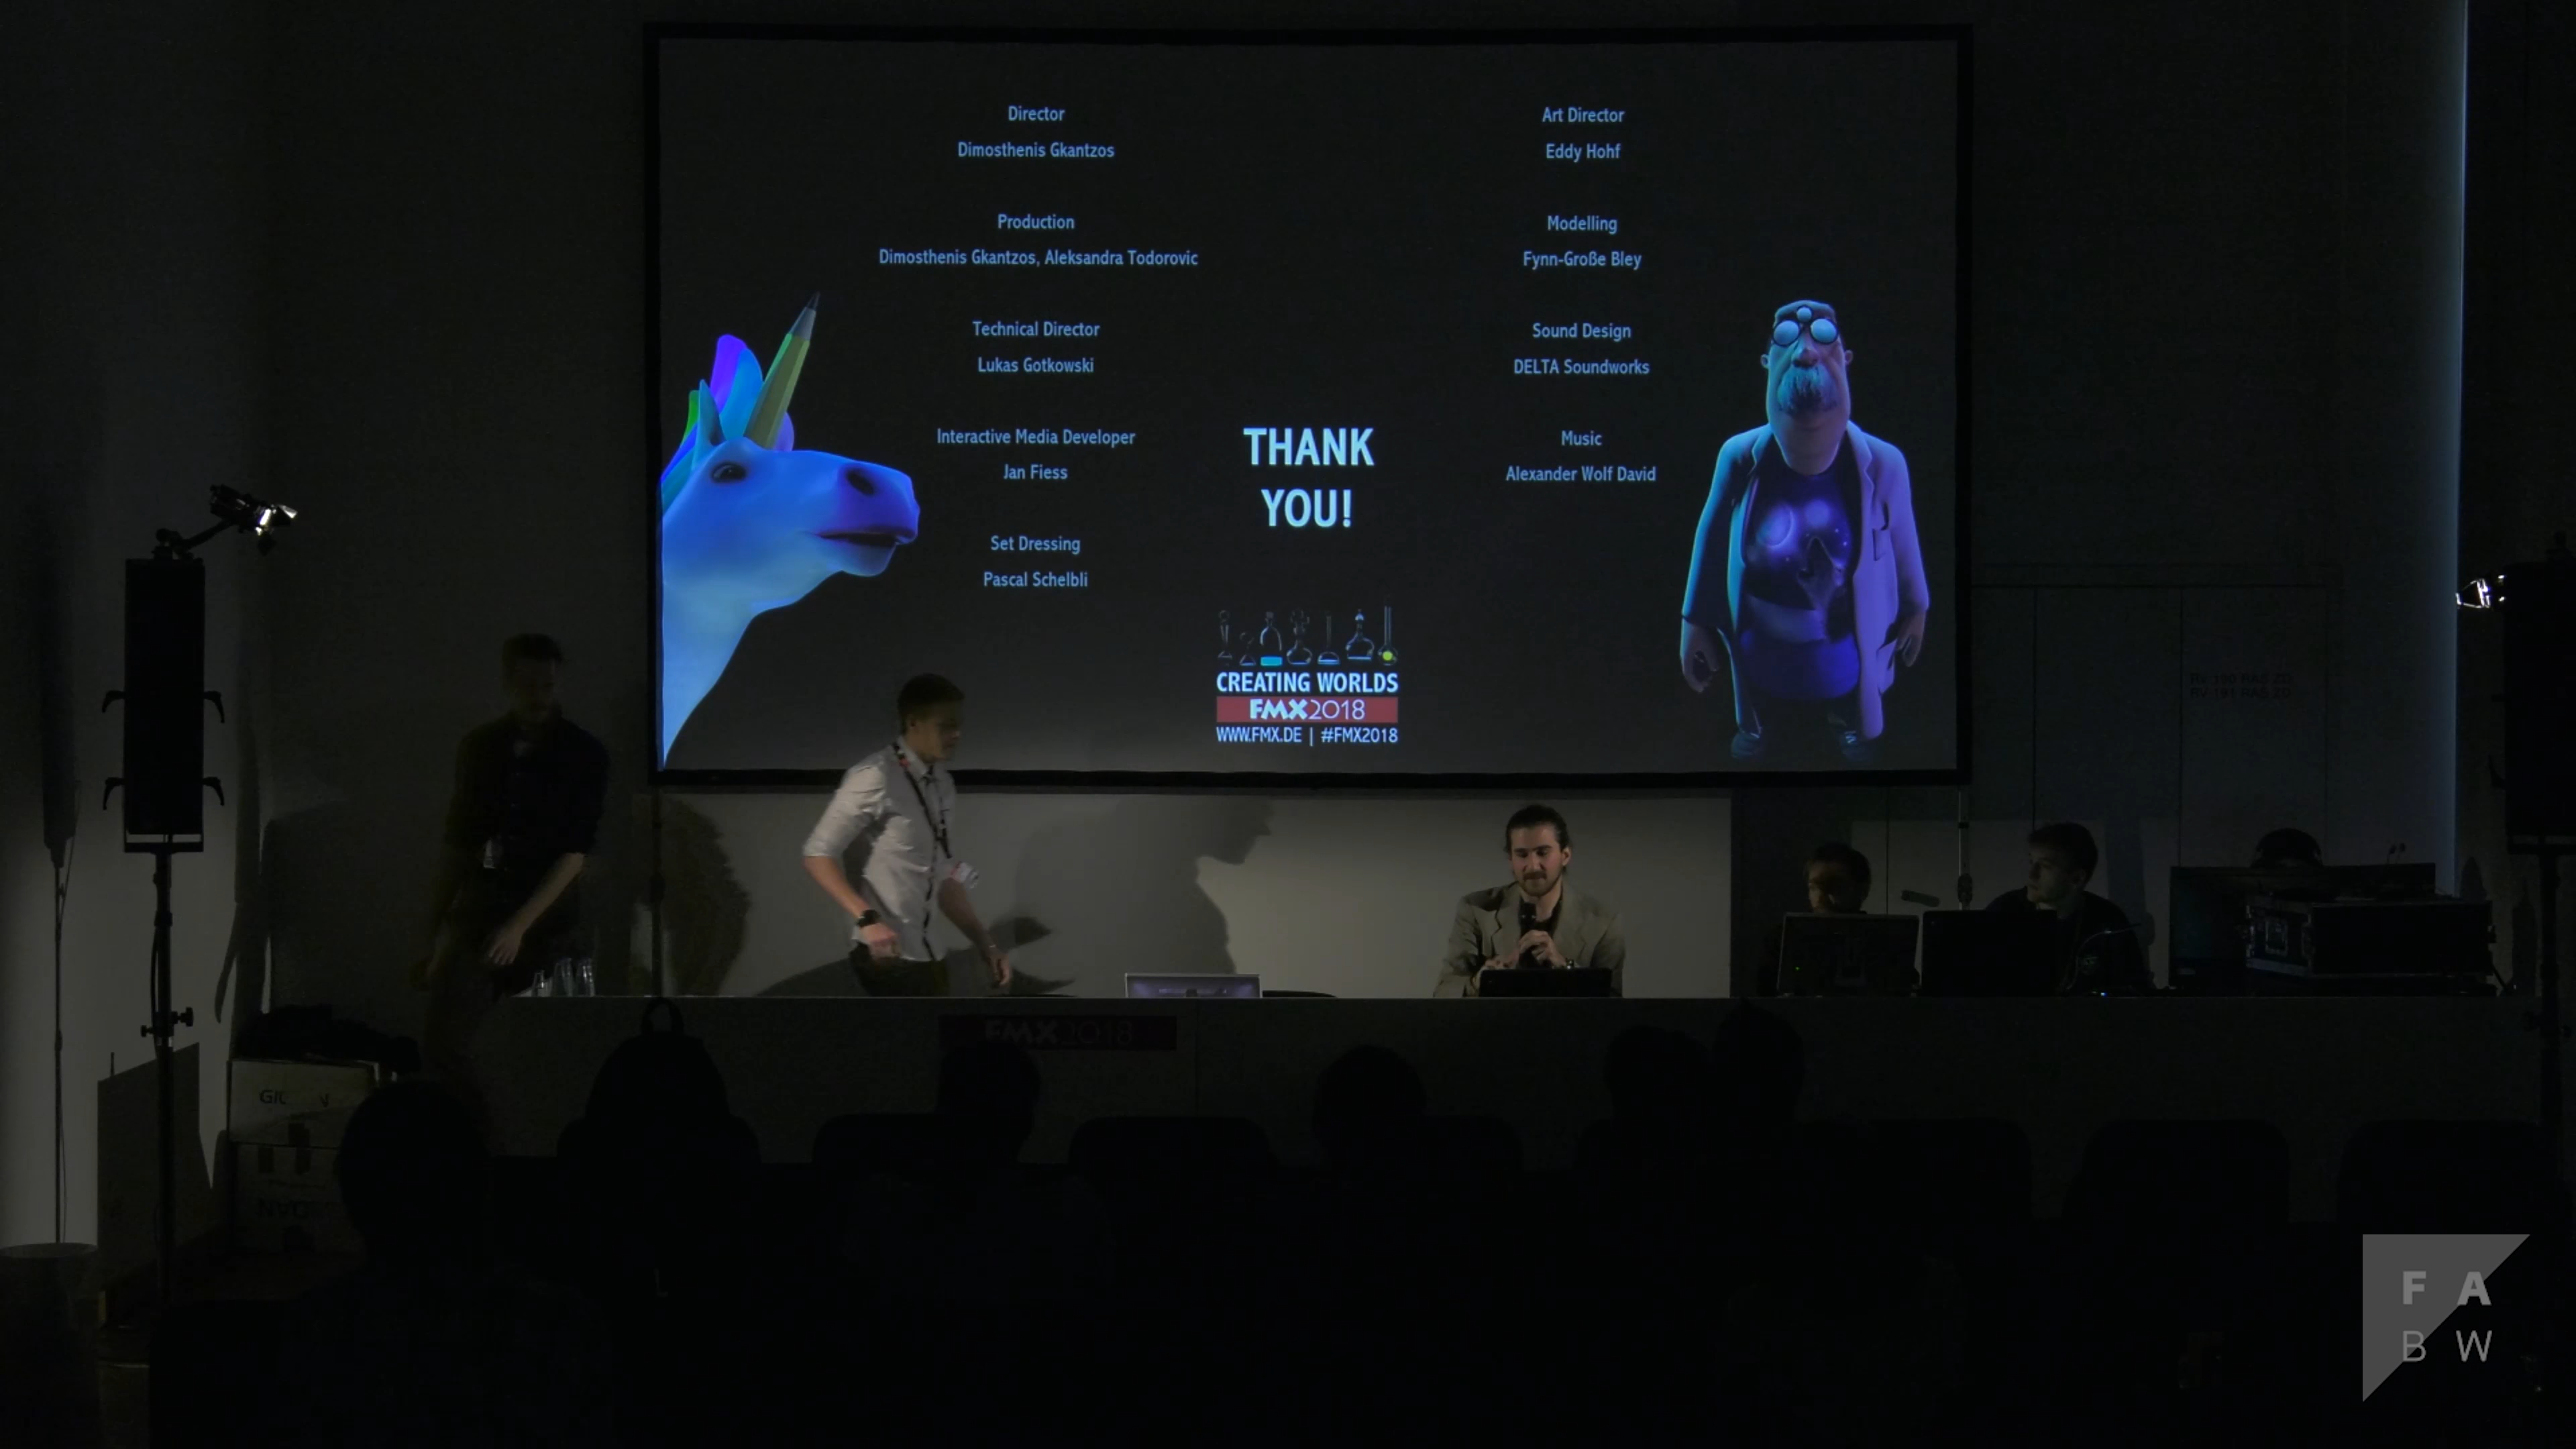 Director
Dimosthenis Gkantzos
Production
Dimosthenis Gkantzos, Aleksandra Todorovic
Technical Director
Lukas Gotkowski
Interactive Media Developer
Jan Fiess
Set Dressing
Pascal Schelbli
Art Director
Eddy Hohf
Modelling
Fynn-Große Bley
Sound Design
DELTA Soundworks
Music
Alexander Wolf David
THANK
YOU!
CREATING WORLDS
FMX2018
WWW.FMX.DE | #FMX2018
FMX2018
F A
B W